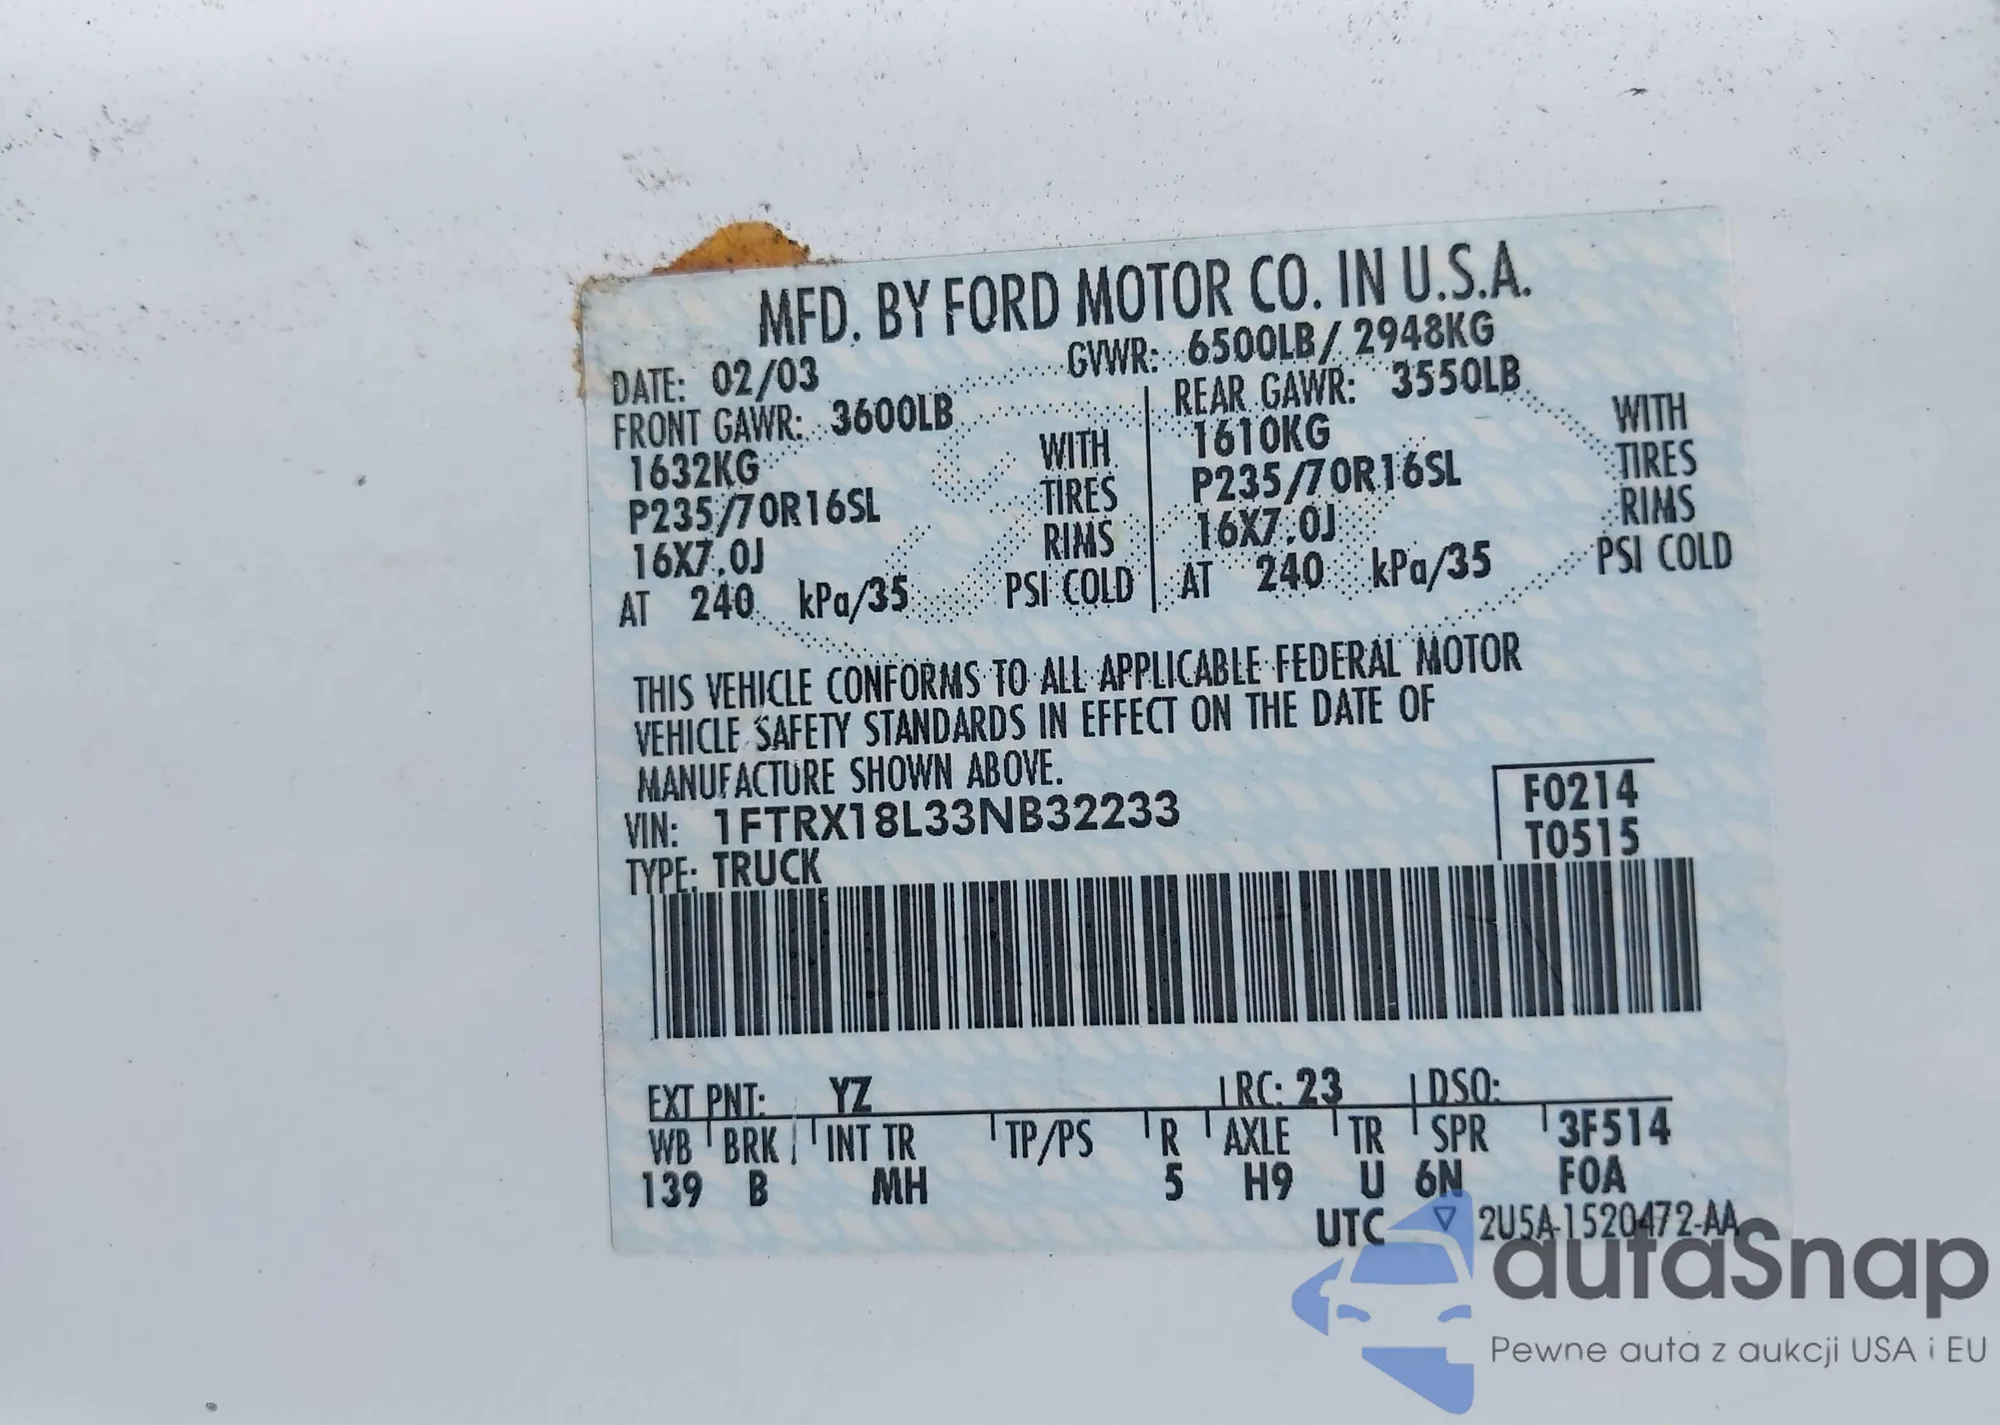 MFD. BY FORD MOTOR CO. IN U.S.A.
DATE: 02/03 GVWR: 6500LB/ 2948KG
FRONT GAWR: 3600LB REAR GAWR: 3550LB
1632KG WITH 1610KG WITH
P235/70R16SL TIRES P235/70R16SL TIRES
16X7.0J RIMS 16X7.0J RIMS
AT 240 kPa/35 PSI COLD AT 240 kPa/35 PSI COLD
THIS VEHICLE CONFORMS TO ALL APPLICABLE FEDERAL MOTOR
VEHICLE SAFETY STANDARDS IN EFFECT ON THE DATE OF
MANUFACTURE SHOWN ABOVE.
VIN: 1FTRX18L33NB32233
TYPE: TRUCK
F0214
T0515
EXT PNT: YZ RC: 23 DSO:
WB BRK INT TR TP/PS R AXLE TR SPR 3F514
139 B MH 5 H9 U 6N F0A
UTC ▽ 2U5A-1520472-AA
autaSnap
Pewne auta z aukcji USA i EU